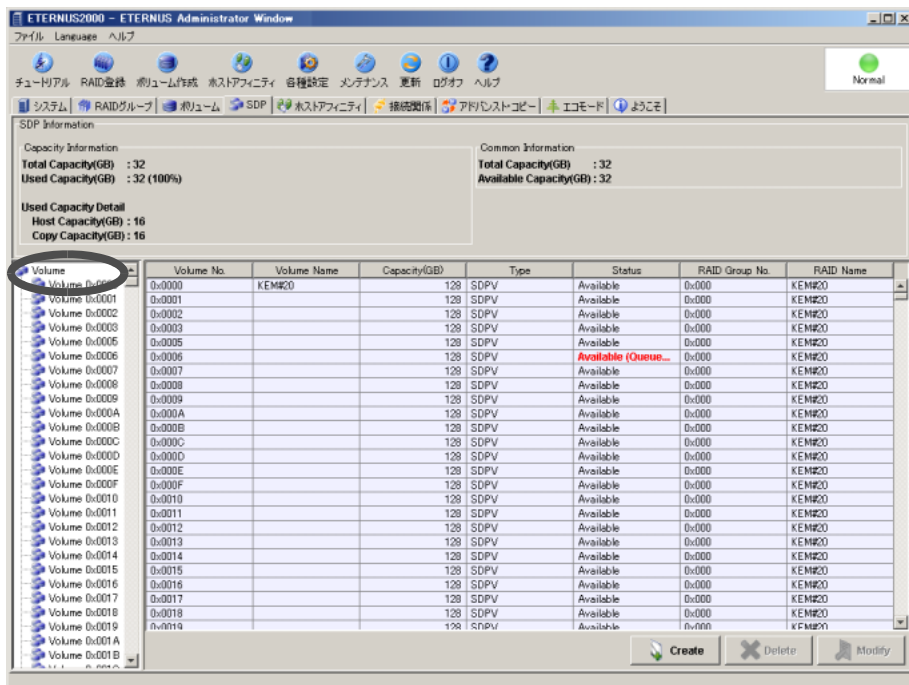 ETERNUS2000 - ETERNUS Administrator Window
ファイル Language ヘルプ
チュートリアル RAID登録 ボリューム作成 ホストアフィニティ 各種設定 メンテナンス 更新 ログオフ ヘルプ
Normal
システム RAIDグループ ボリューム SDP ホストアフィニティ 接続関係 アドバンスト・コピー エコモード ようこそ
SDP Information
Capacity Information
Total Capacity(GB) : 32
Used Capacity(GB) : 32 (100%)
Used Capacity Detail
Host Capacity(GB) : 16
Copy Capacity(GB) : 16
Common Information
Total Capacity(GB) : 32
Available Capacity(GB) : 32
Volume
Volume 0x0001
Volume 0x0002
Volume 0x0003
Volume 0x0005
Volume 0x0006
Volume 0x0007
Volume 0x0008
Volume 0x0009
Volume 0x000A
Volume 0x000B
Volume 0x000C
Volume 0x000D
Volume 0x000E
Volume 0x000F
Volume 0x0010
Volume 0x0011
Volume 0x0012
Volume 0x0013
Volume 0x0014
Volume 0x0015
Volume 0x0016
Volume 0x0017
Volume 0x0018
Volume 0x0019
Volume 0x001A
Volume 0x001B
Volume No. Volume Name Capacity(GB) Type Status RAID Group No. RAID Name
0x0000 KEM#20 128 SDPV Available 0x000 KEM#20
0x0001 128 SDPV Available 0x000 KEM#20
0x0002 128 SDPV Available 0x000 KEM#20
0x0003 128 SDPV Available 0x000 KEM#20
0x0005 128 SDPV Available 0x000 KEM#20
0x0006 128 SDPV Available (Queue... 0x000 KEM#20
0x0007 128 SDPV Available 0x000 KEM#20
0x0008 128 SDPV Available 0x000 KEM#20
0x0009 128 SDPV Available 0x000 KEM#20
0x000A 128 SDPV Available 0x000 KEM#20
0x000B 128 SDPV Available 0x000 KEM#20
0x000C 128 SDPV Available 0x000 KEM#20
0x000D 128 SDPV Available 0x000 KEM#20
0x000E 128 SDPV Available 0x000 KEM#20
0x000F 128 SDPV Available 0x000 KEM#20
0x0010 128 SDPV Available 0x000 KEM#20
0x0011 128 SDPV Available 0x000 KEM#20
0x0012 128 SDPV Available 0x000 KEM#20
0x0013 128 SDPV Available 0x000 KEM#20
0x0014 128 SDPV Available 0x000 KEM#20
0x0015 128 SDPV Available 0x000 KEM#20
0x0016 128 SDPV Available 0x000 KEM#20
0x0017 128 SDPV Available 0x000 KEM#20
0x0018 128 SDPV Available 0x000 KEM#20
0x0019 128 SDPV Available 0x000 KEM#20
Create Delete Modify